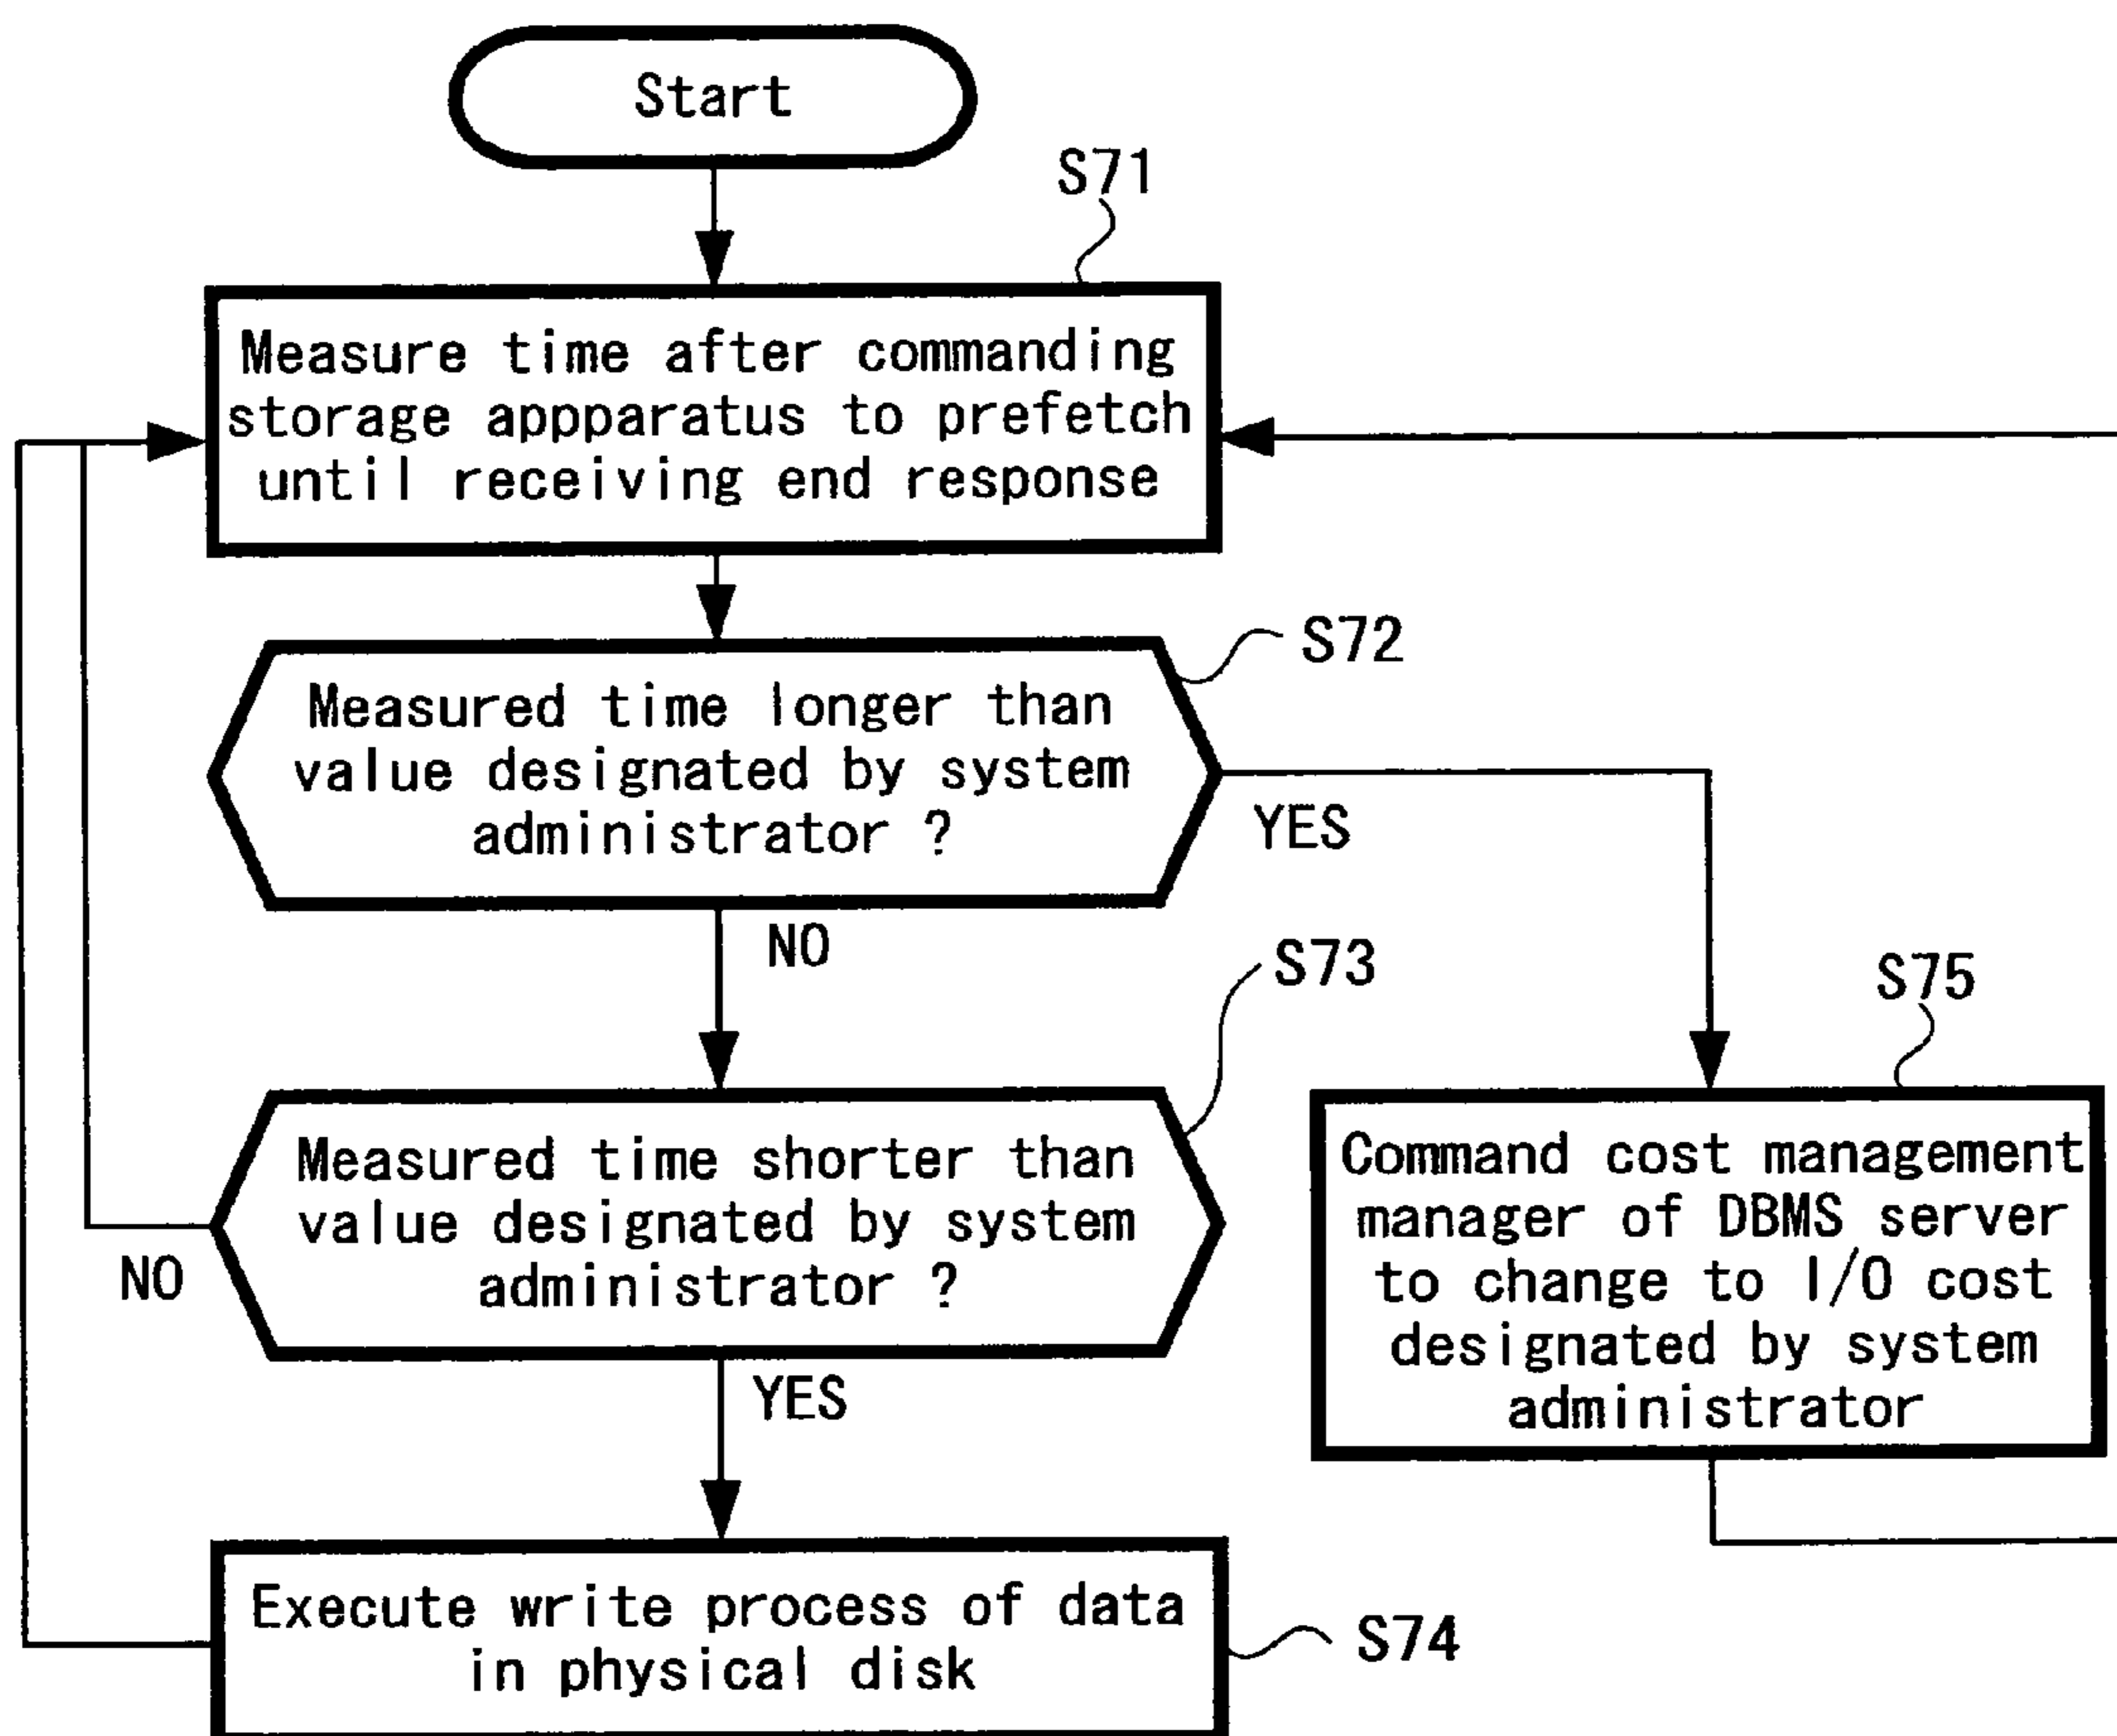 Start
S71
Measure time after commanding
storage appparatus to prefetch
until receiving end response
S72
Measured time longer than
value designated by system
administrator ?
YES
NO
S73
S75
Measured time shorter than
value designated by system
administrator ?
NO
YES
Command cost management
manager of DBMS server
to change to I/O cost
designated by system
administrator
Execute write process of data
in physical disk
S74